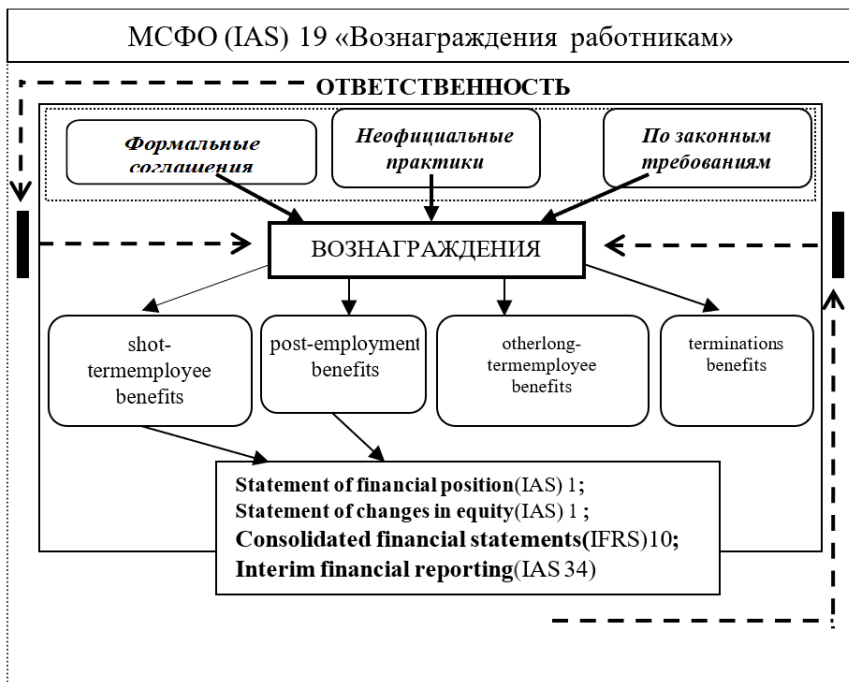 МСФО (IAS) 19 «Вознаграждения работникам»
ОТВЕТСТВЕННОСТЬ
Формальные
соглашения
Неофициальные
практики
По законным
требованиям
ВОЗНАГРАЖДЕНИЯ
shot-
termemployee
benefits
post-employment
benefits
otherlong-
termemployee
benefits
terminations
benefits
Statement of financial position(IAS) 1;
Statement of changes in equity(IAS) 1 ;
Consolidated financial statements(IFRS)10;
Interim financial reporting(IAS 34)